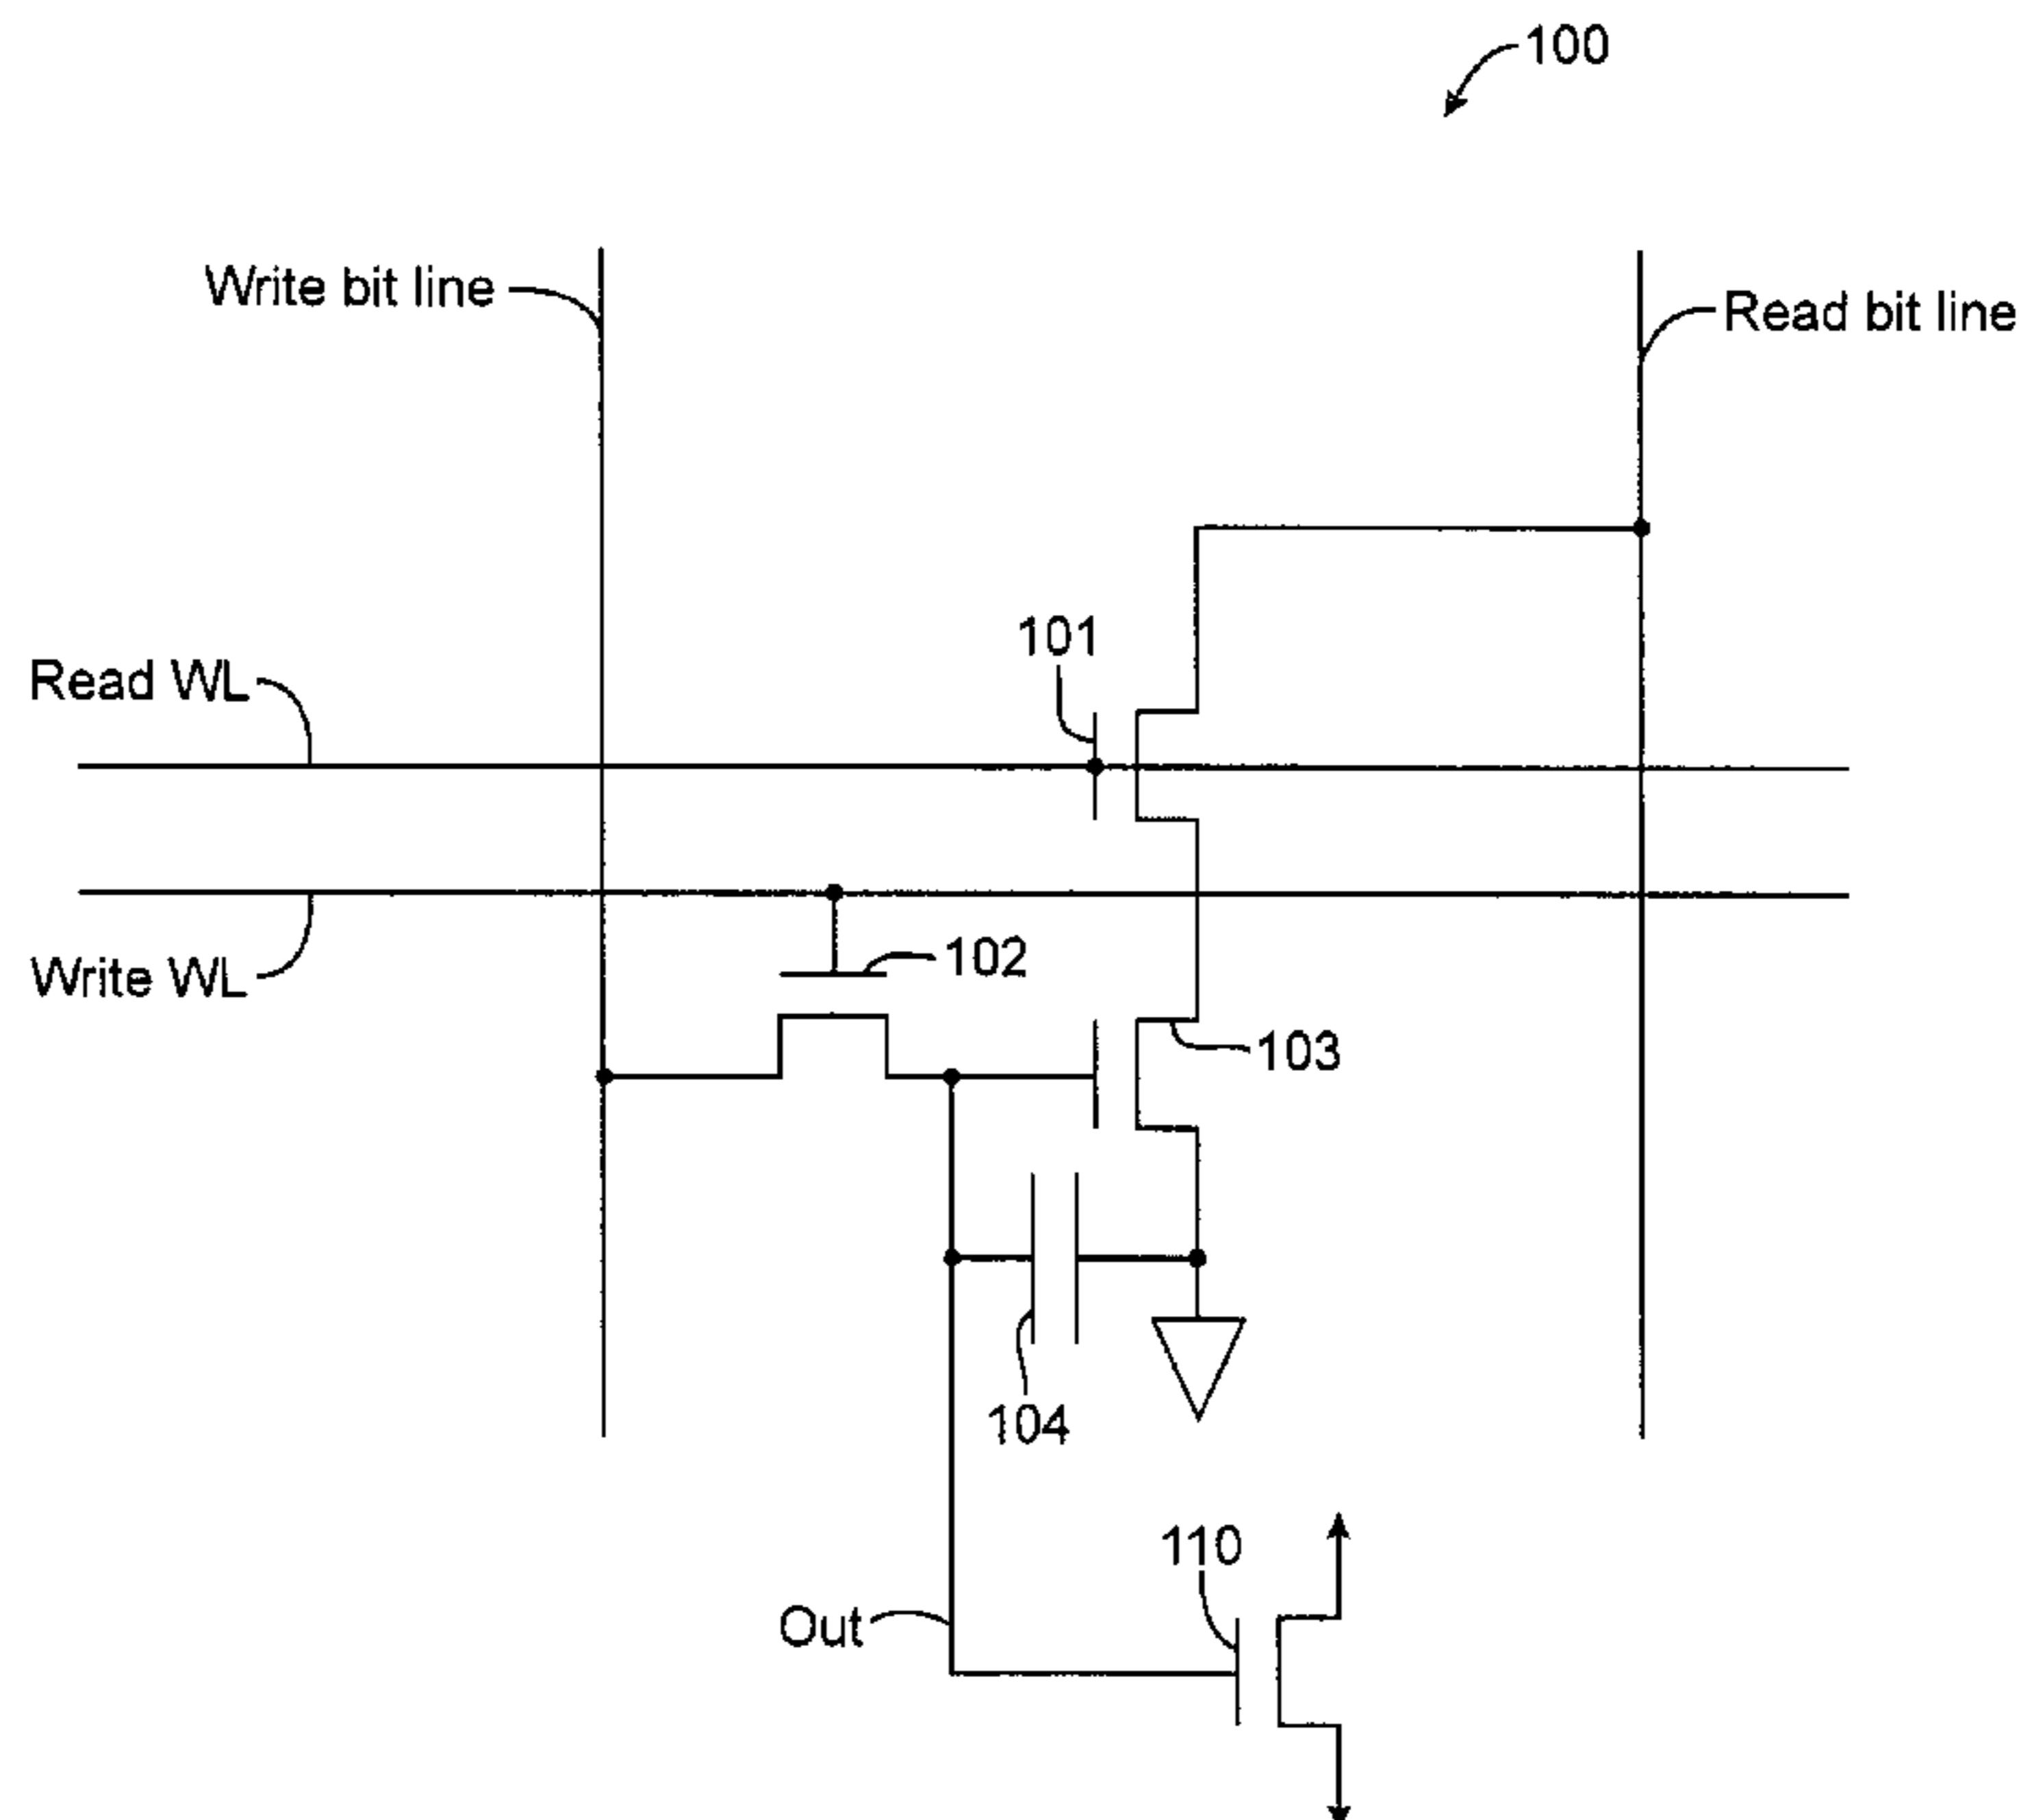 100
Write bit line
Read bit line
101
Read WL
102
Write WL
103
104
110
Out